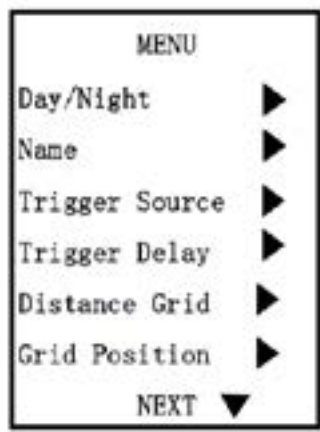 MENU
Day/Night
Name
Trigger Source
Trigger Delay
Distance Grid
Grid Position
NEXT